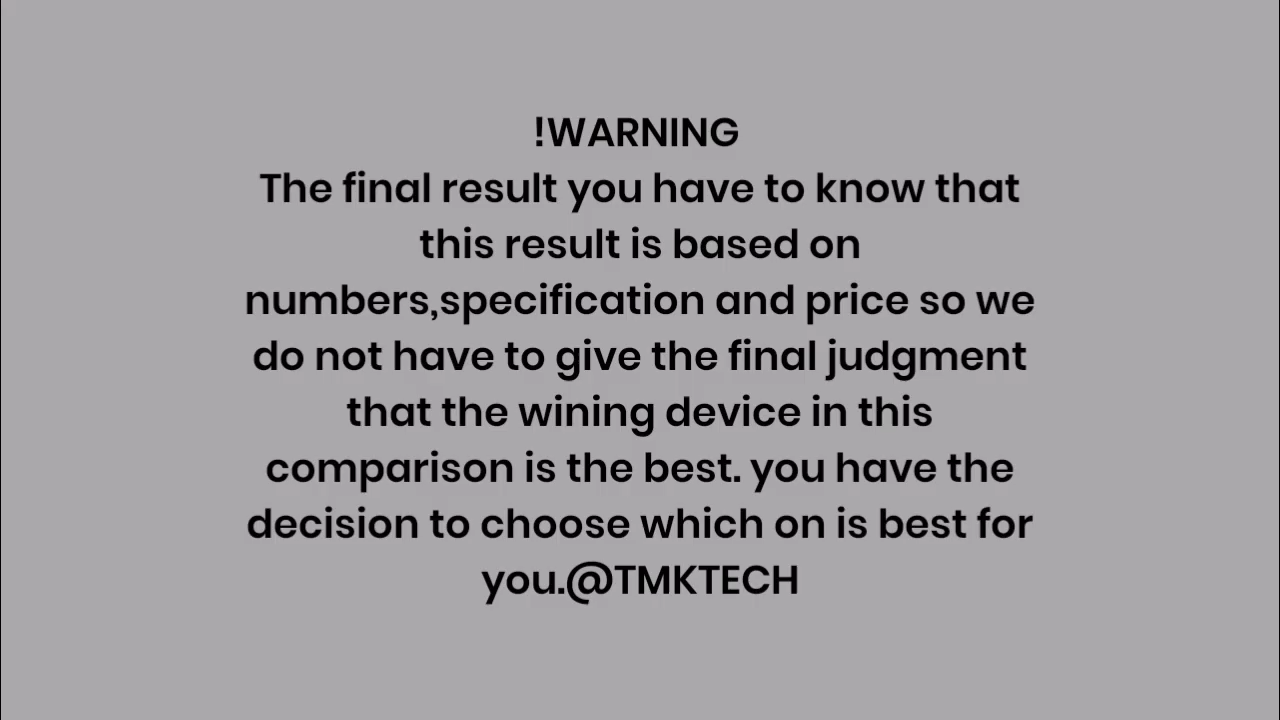 !WARNING
The final result you have to know that
this result is based on
numbers,specification and price so we
do not have to give the final judgment
that the wining device in this
comparison is the best. you have the
decision to choose which on is best for
you.@TMKTECH